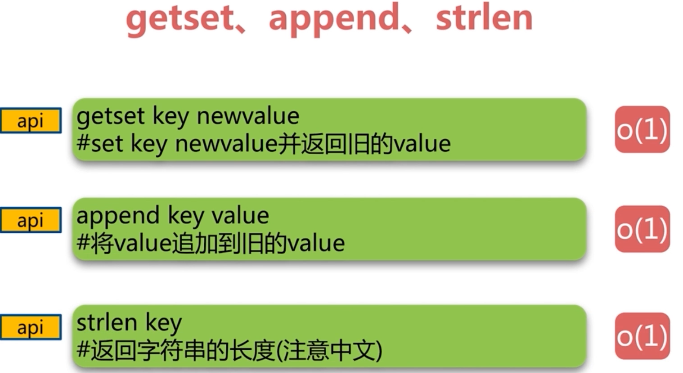 getset、append、strlen
api
getset key newvalue
#set key newvalue并返回旧的value
o(1)
api
append key value
#将value追加到旧的value
o(1)
api
strlen key
#返回字符串的长度(注意中文)
o(1)